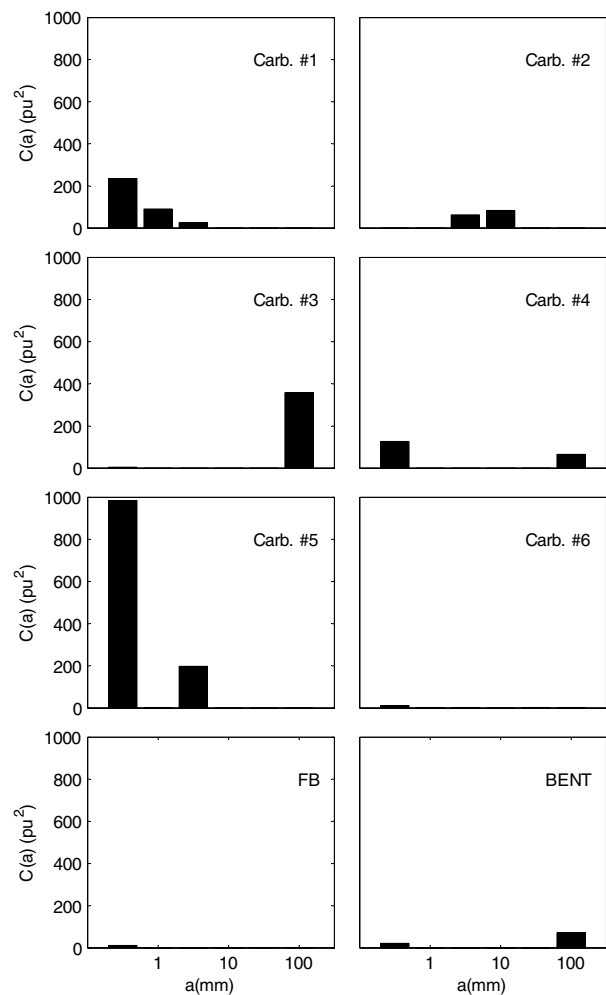 1000
800
600
400
200
0
C(a) (pu²)
Carb. #1
Carb. #2
1000
800
600
400
200
0
C(a) (pu²)
Carb. #3
Carb. #4
1000
800
600
400
200
0
C(a) (pu²)
Carb. #5
Carb. #6
1000
800
600
400
200
0
C(a) (pu²)
FB
BENT
1 10 100
1 10 100
a(mm)
a(mm)